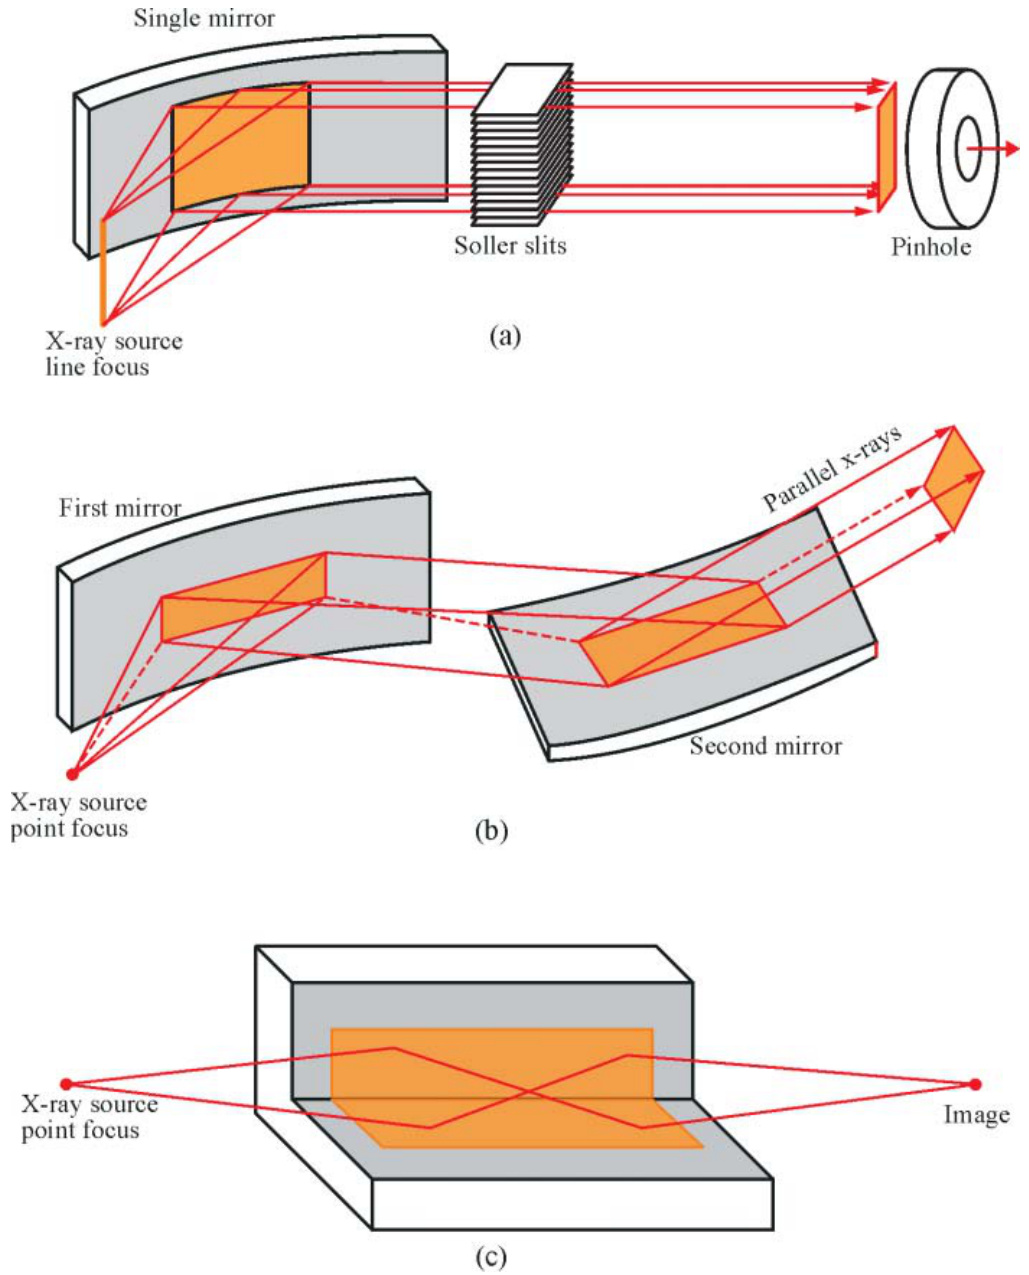 Single mirror
Soller slits
Pinhole
X-ray source
line focus
(a)
Parallel x-rays
First mirror
Second mirror
X-ray source
point focus
(b)
X-ray source
point focus
Image
(c)